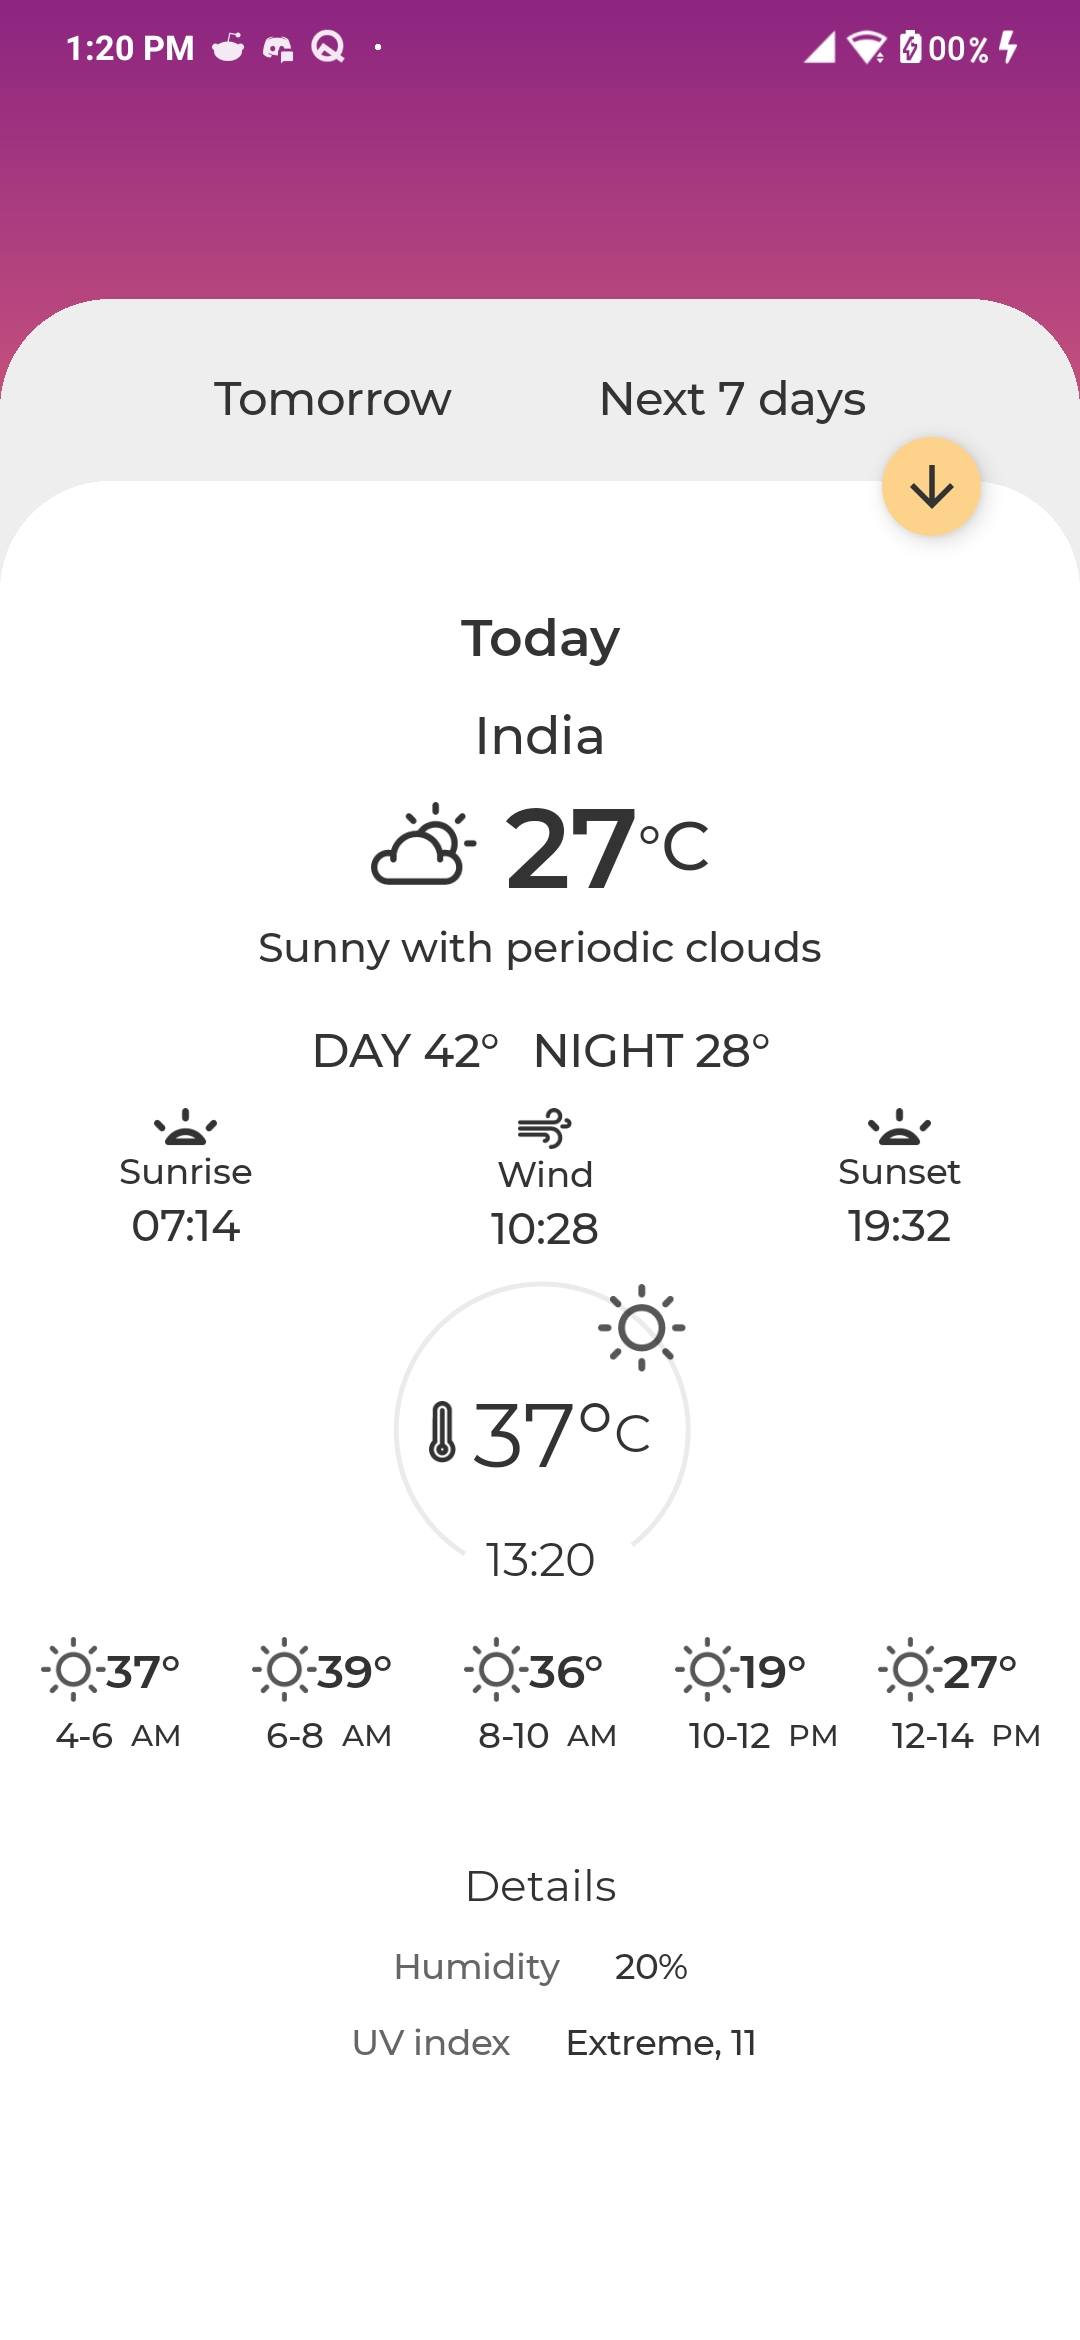 1:20 PM 00%
Tomorrow Next 7 days
Today
India
27°C
Sunny with periodic clouds
DAY 42° NIGHT 28°
Sunrise Wind Sunset
07:14 10:28 19:32
37°C
13:20
37° 39° 36° 19° 27°
4-6 AM 6-8 AM 8-10 AM 10-12 PM 12-14 PM
Details
Humidity 20%
UV index Extreme, 11